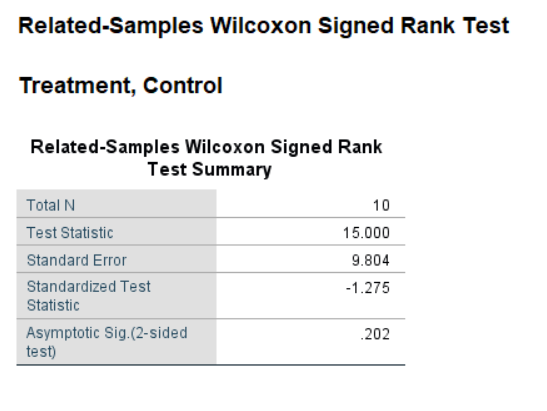 Related-Samples Wilcoxon Signed Rank Test
Treatment, Control
Related-Samples Wilcoxon Signed Rank
Test Summary
Total N 10
Test Statistic 15.000
Standard Error 9.804
Standardized Test
Statistic -1.275
Asymptotic Sig.(2-sided
test) .202